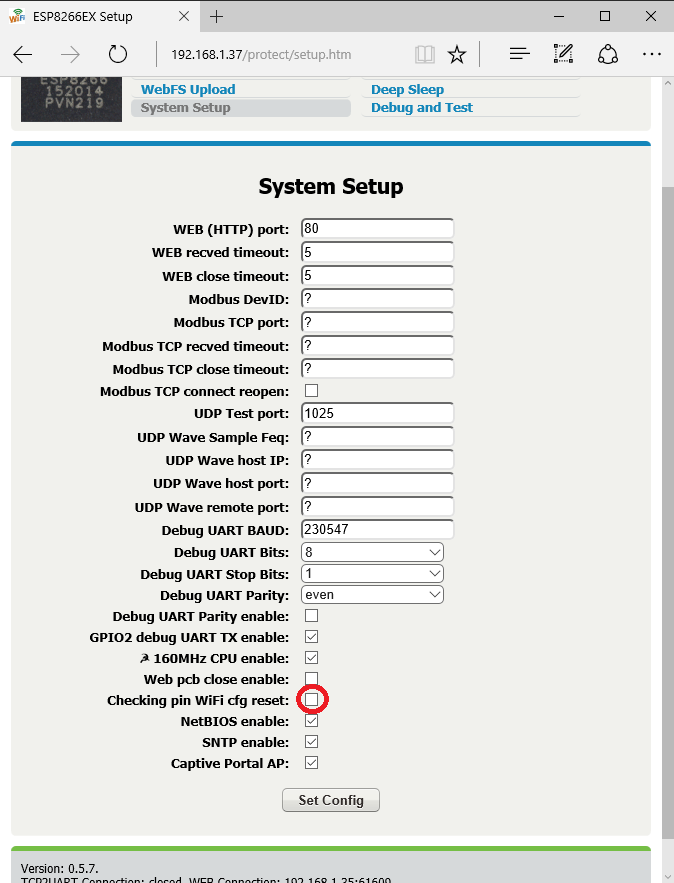 ESP8266EX Setup
192.168.1.37/protect/setup.htm
ESP8266
152014
PVN219
WebFS Upload
Deep Sleep
System Setup
Debug and Test
System Setup
WEB (HTTP) port: 80
WEB recved timeout: 5
WEB close timeout: 5
Modbus DevID: ?
Modbus TCP port: ?
Modbus TCP recved timeout: ?
Modbus TCP close timeout: ?
Modbus TCP connect reopen:
UDP Test port: 1025
UDP Wave Sample Feq: ?
UDP Wave host IP: ?
UDP Wave host port: ?
UDP Wave remote port: ?
Debug UART BAUD: 230547
Debug UART Bits: 8
Debug UART Stop Bits: 1
Debug UART Parity: even
Debug UART Parity enable:
GPIO2 debug UART TX enable:
☭ 160MHz CPU enable:
Web pcb close enable:
Checking pin WiFi cfg reset:
NetBIOS enable:
SNTP enable:
Captive Portal AP:
Set Config
Version: 0.5.7.
TCP2UART Connection: closed, WEB Connection: 192.168.1.35:61609